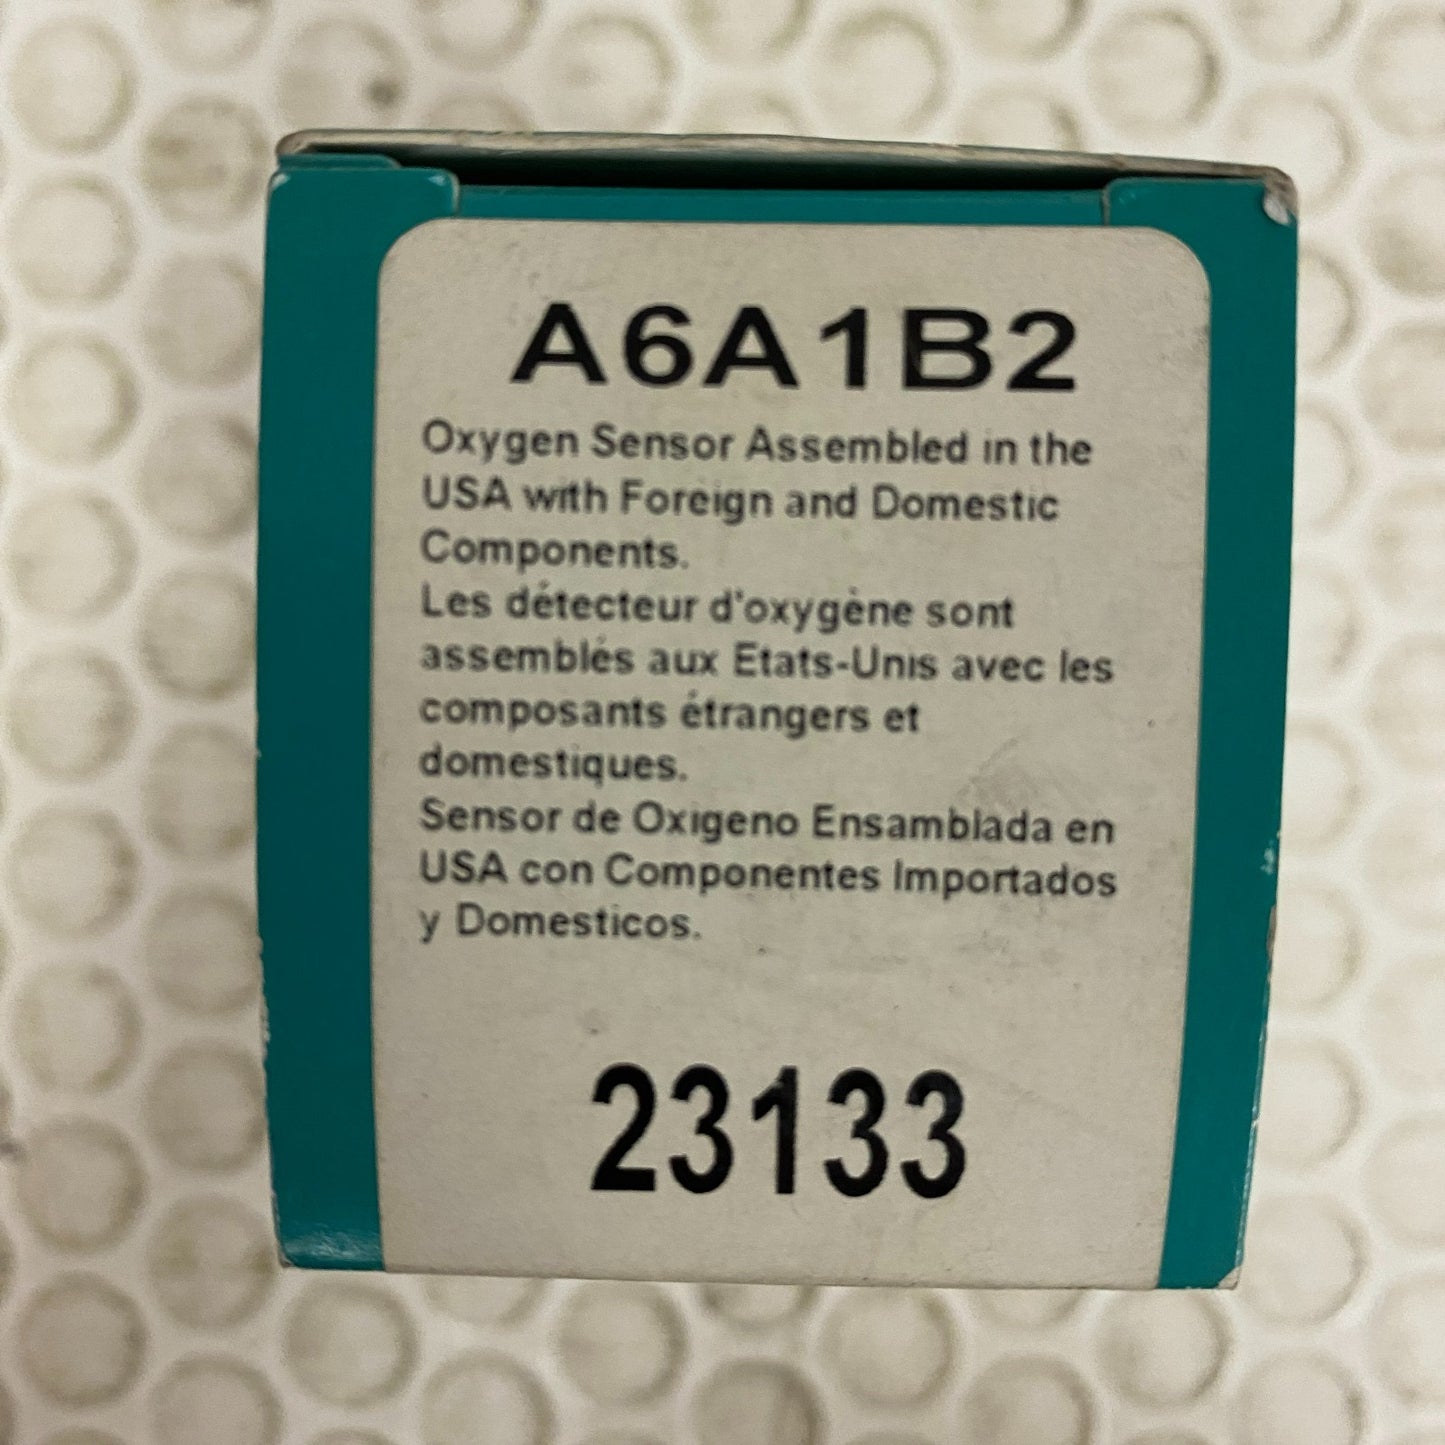 A6A1B2
Oxygen Sensor Assembled in the
USA with Foreign and Domestic
Components.
Les détecteur d'oxygène sont
assemblés aux Etats-Unis avec les
composants étrangers et
domestiques.
Sensor de Oxigeno Ensamblada en
USA con Componentes Importados
y Domesticos.
23133